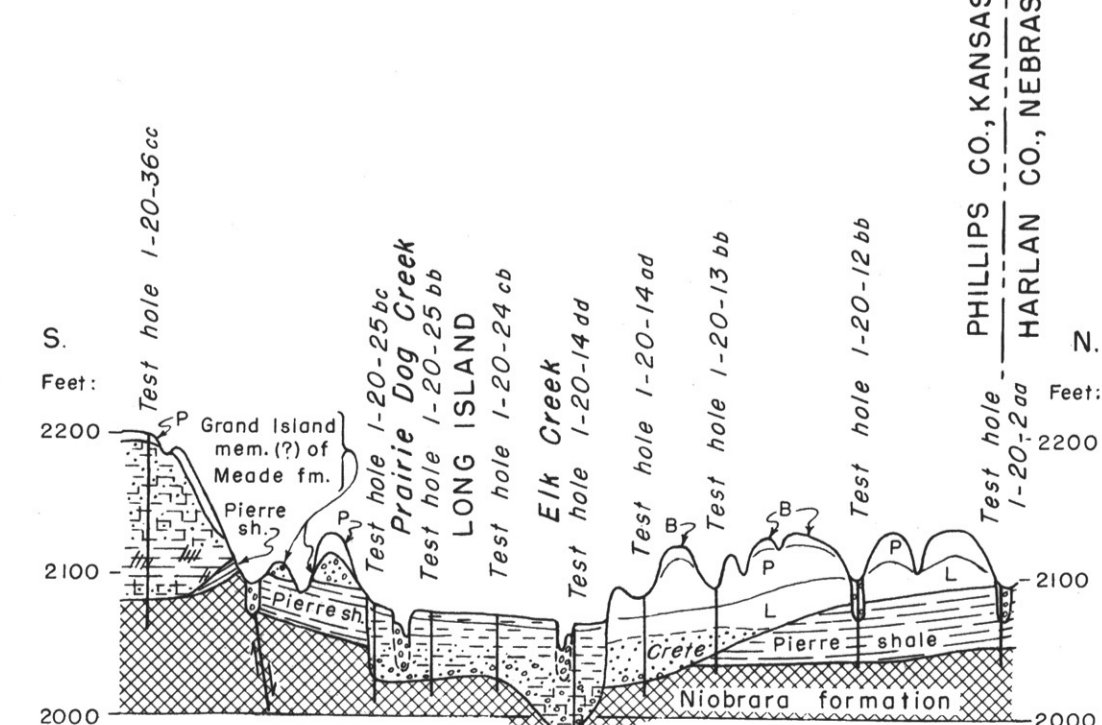 PHILLIPS CO., KANSAS
HARLAN CO., NEBRAS
S.
N.
Feet:
Feet:
Test hole 1-20-36cc
Test hole 1-20-25bc
Prairie Dog Creek
Test hole 1-20-25bb
LONG ISLAND
Test hole 1-20-24cb
Elk Creek
Test hole 1-20-14dd
Test hole 1-20-14ad
Test hole 1-20-13bb
Test hole 1-20-12bb
Test hole
1-20-2aa
2200
2200
P
Grand Island
mem. (?) of
Meade fm.
Pierre
sh.
P
B
B
2100
2100
P
P
L
L
Pierre sh.
Crete
Pierre shale
Niobrara formation
2000
2000